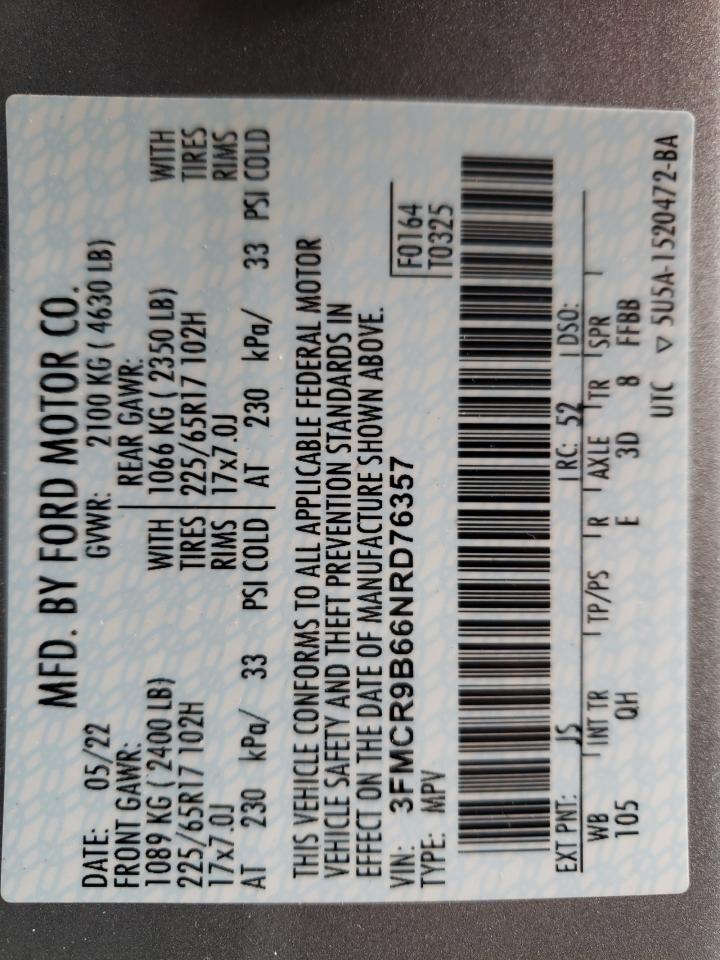 MFD. BY FORD MOTOR CO.
DATE: 05/22 GVWR: 2100 KG ( 4630 LB)
FRONT GAWR: REAR GAWR:
1089 KG ( 2400 LB) WITH 1066 KG ( 2350 LB) WITH
225/65R17 102H TIRES 225/65R17 102H TIRES
17x7.0J RIMS 17x7.0J RIMS
AT 230 kPa/ 33 PSI COLD AT 230 kPa/ 33 PSI COLD
THIS VEHICLE CONFORMS TO ALL APPLICABLE FEDERAL MOTOR
VEHICLE SAFETY AND THEFT PREVENTION STANDARDS IN
EFFECT ON THE DATE OF MANUFACTURE SHOWN ABOVE.
VIN: 3FMCR9B66NRD76357 F0164
TYPE: MPV T0325
EXT PNT: JS RC: 52 DSO:
WB INT TR TP/PS R AXLE TR SPR
105 QH E 3D 8 FFBB
UTC ▽ 5U5A-1520472-BA